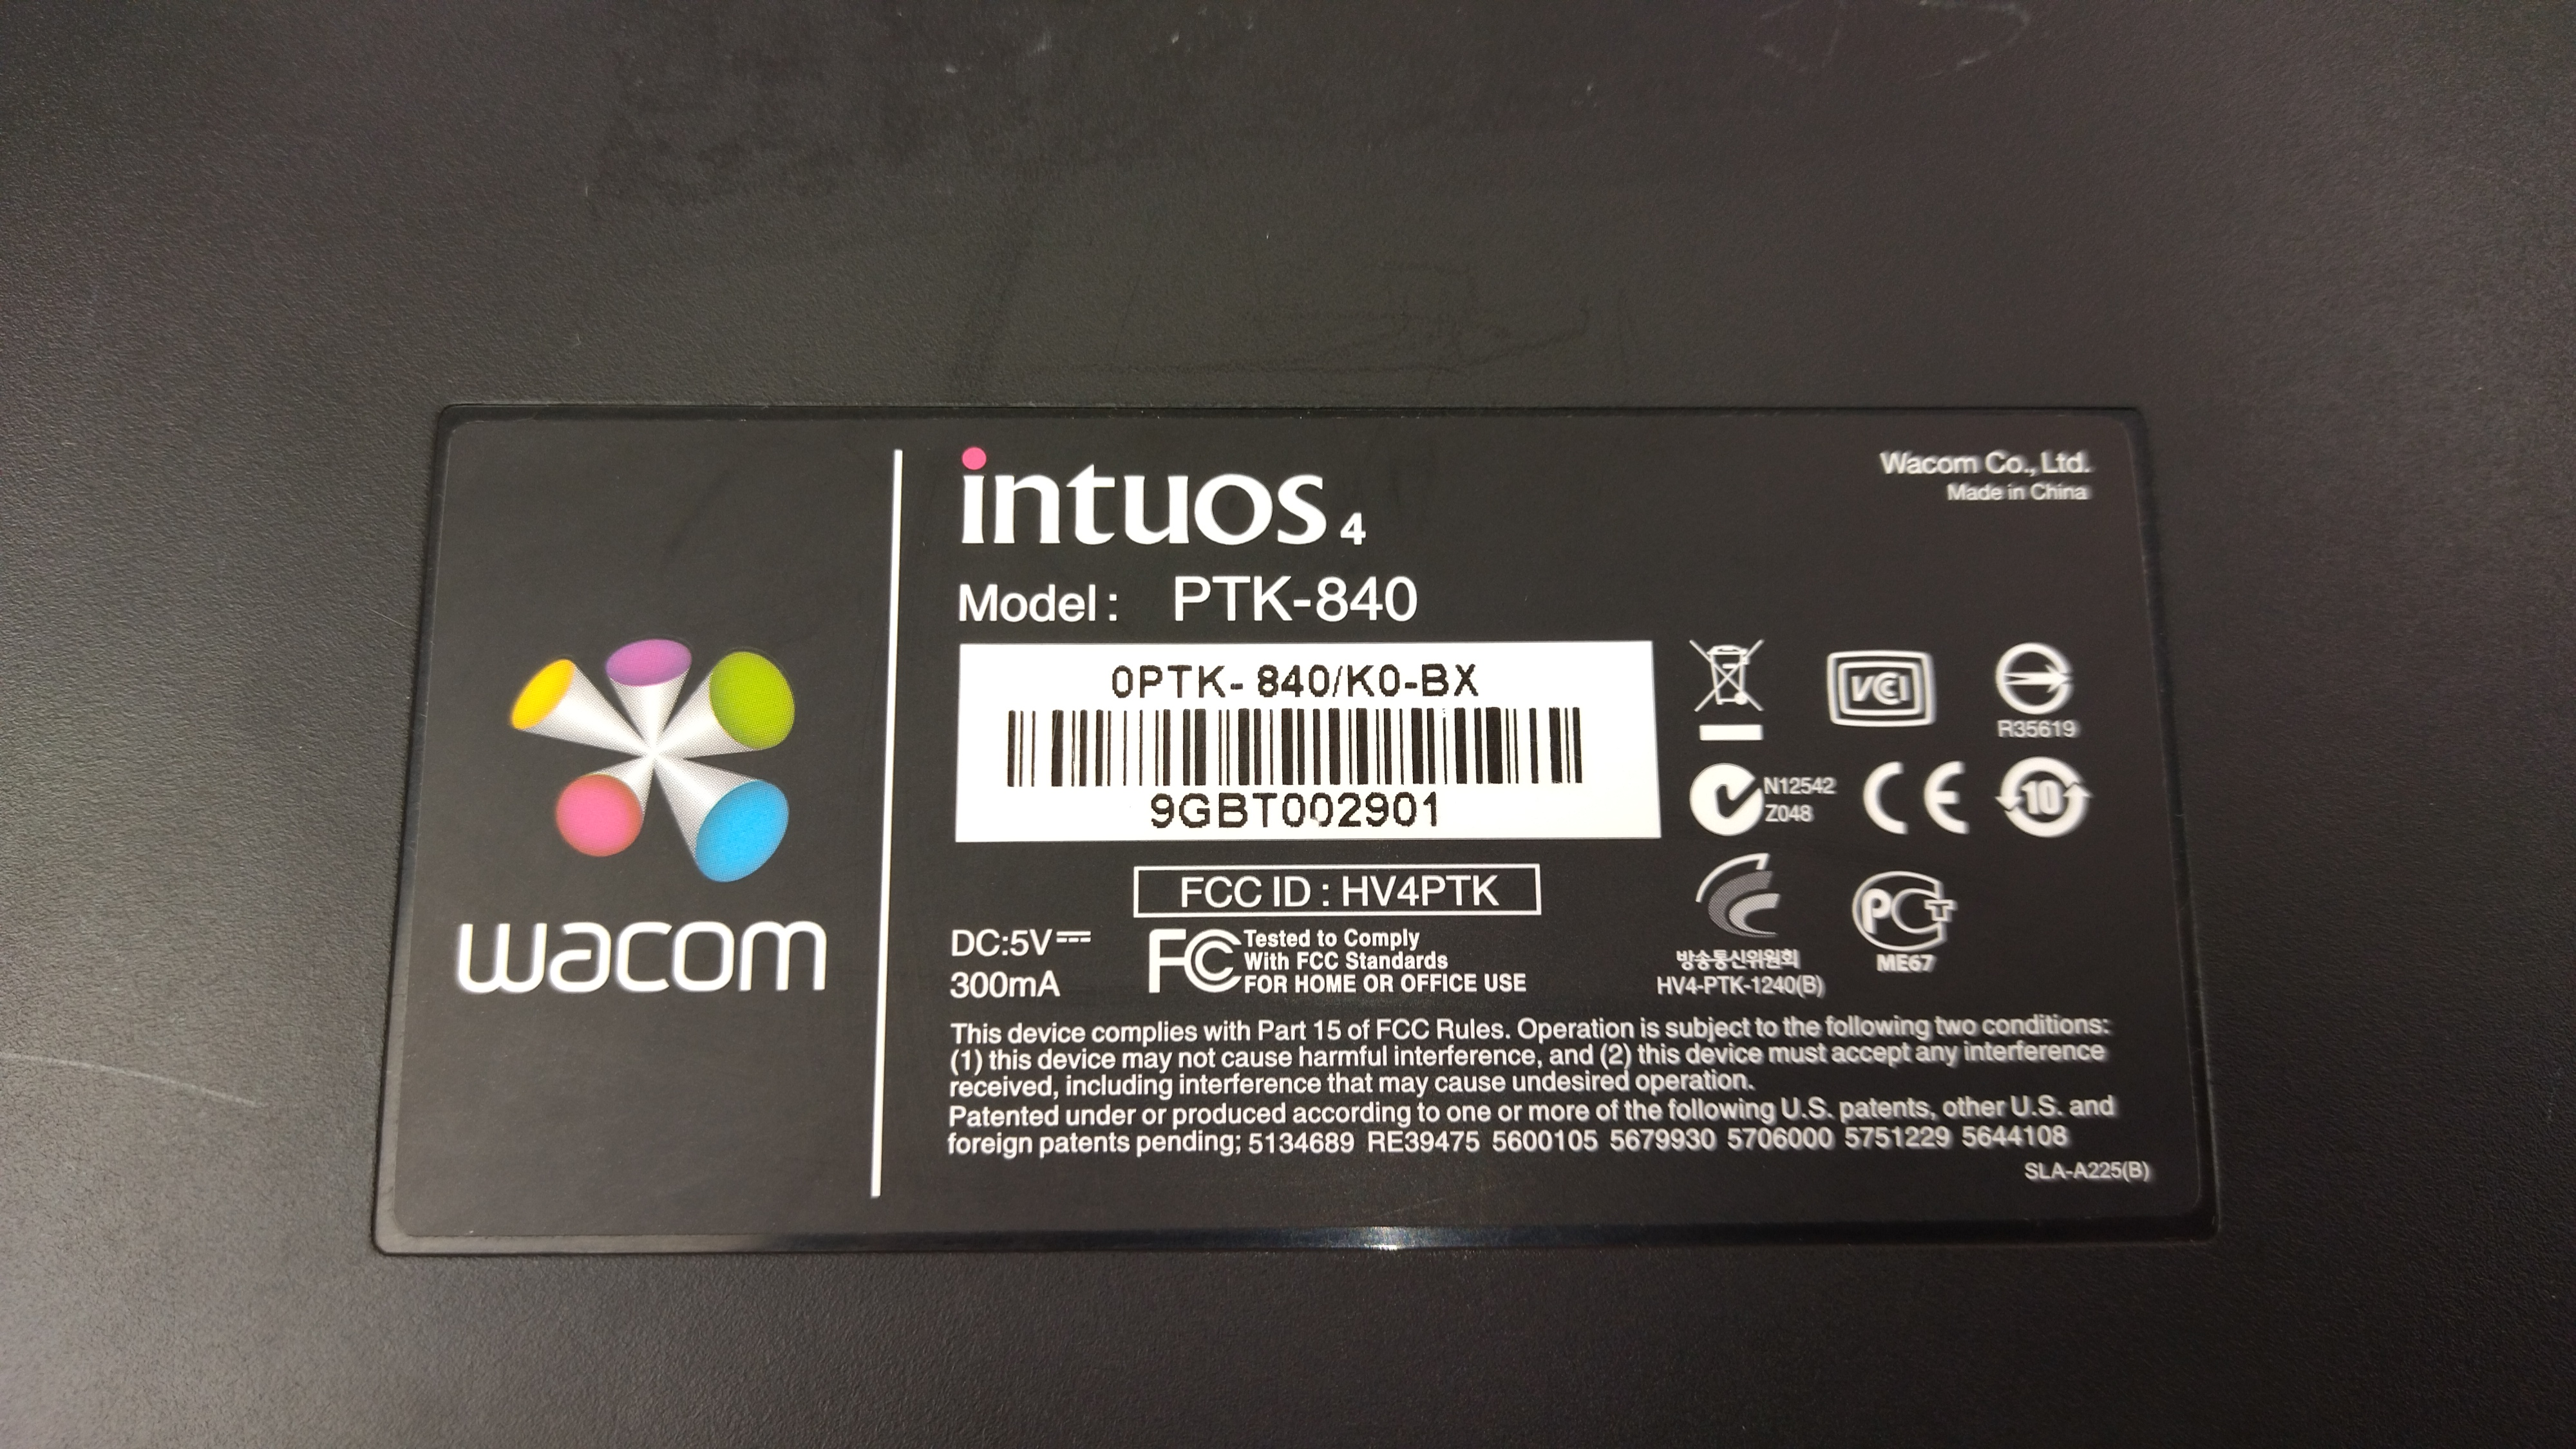 intuos 4
Wacom Co., Ltd.
Made in China
Model: PTK-840
0PTK-840/K0-BX
9GBT002901
VCI
R35619
N12542
Z048
CE
10
FCC ID : HV4PTK
DC:5V
300mA
FC Tested to Comply
With FCC Standards
FOR HOME OR OFFICE USE
방송통신위원회
HV4-PTK-1240(B)
PCT
ME67
wacom
This device complies with Part 15 of FCC Rules. Operation is subject to the following two conditions:
(1) this device may not cause harmful interference, and (2) this device must accept any interference
received, including interference that may cause undesired operation.
Patented under or produced according to one or more of the following U.S. patents, other U.S. and
foreign patents pending; 5134689 RE39475 5600105 5679930 5706000 5751229 5644108
SLA-A225(B)